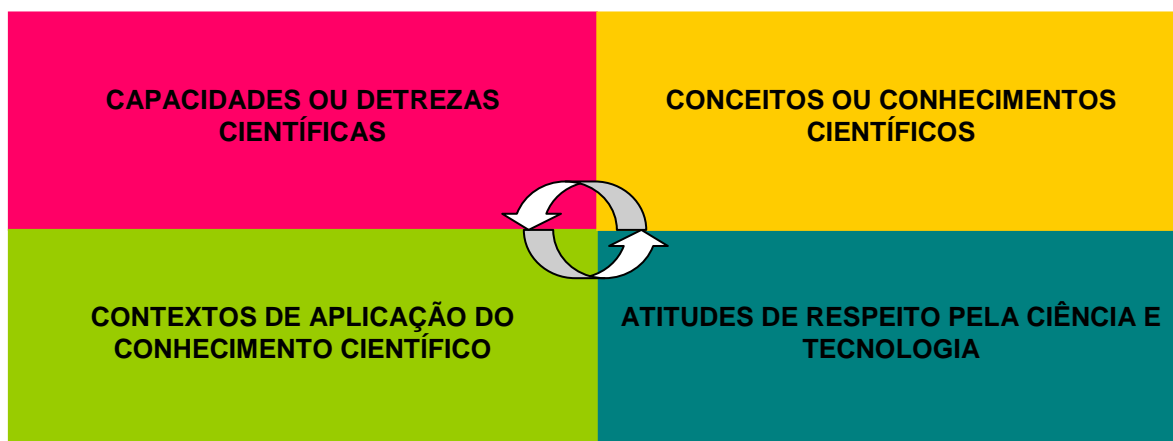 CAPACIDADES OU DETREZAS
CIENTÍFICAS
CONCEITOS OU CONHECIMENTOS
CIENTÍFICOS
CONTEXTOS DE APLICAÇÃO DO
CONHECIMENTO CIENTÍFICO
ATITUDES DE RESPEITO PELA CIÊNCIA E
TECNOLOGIA